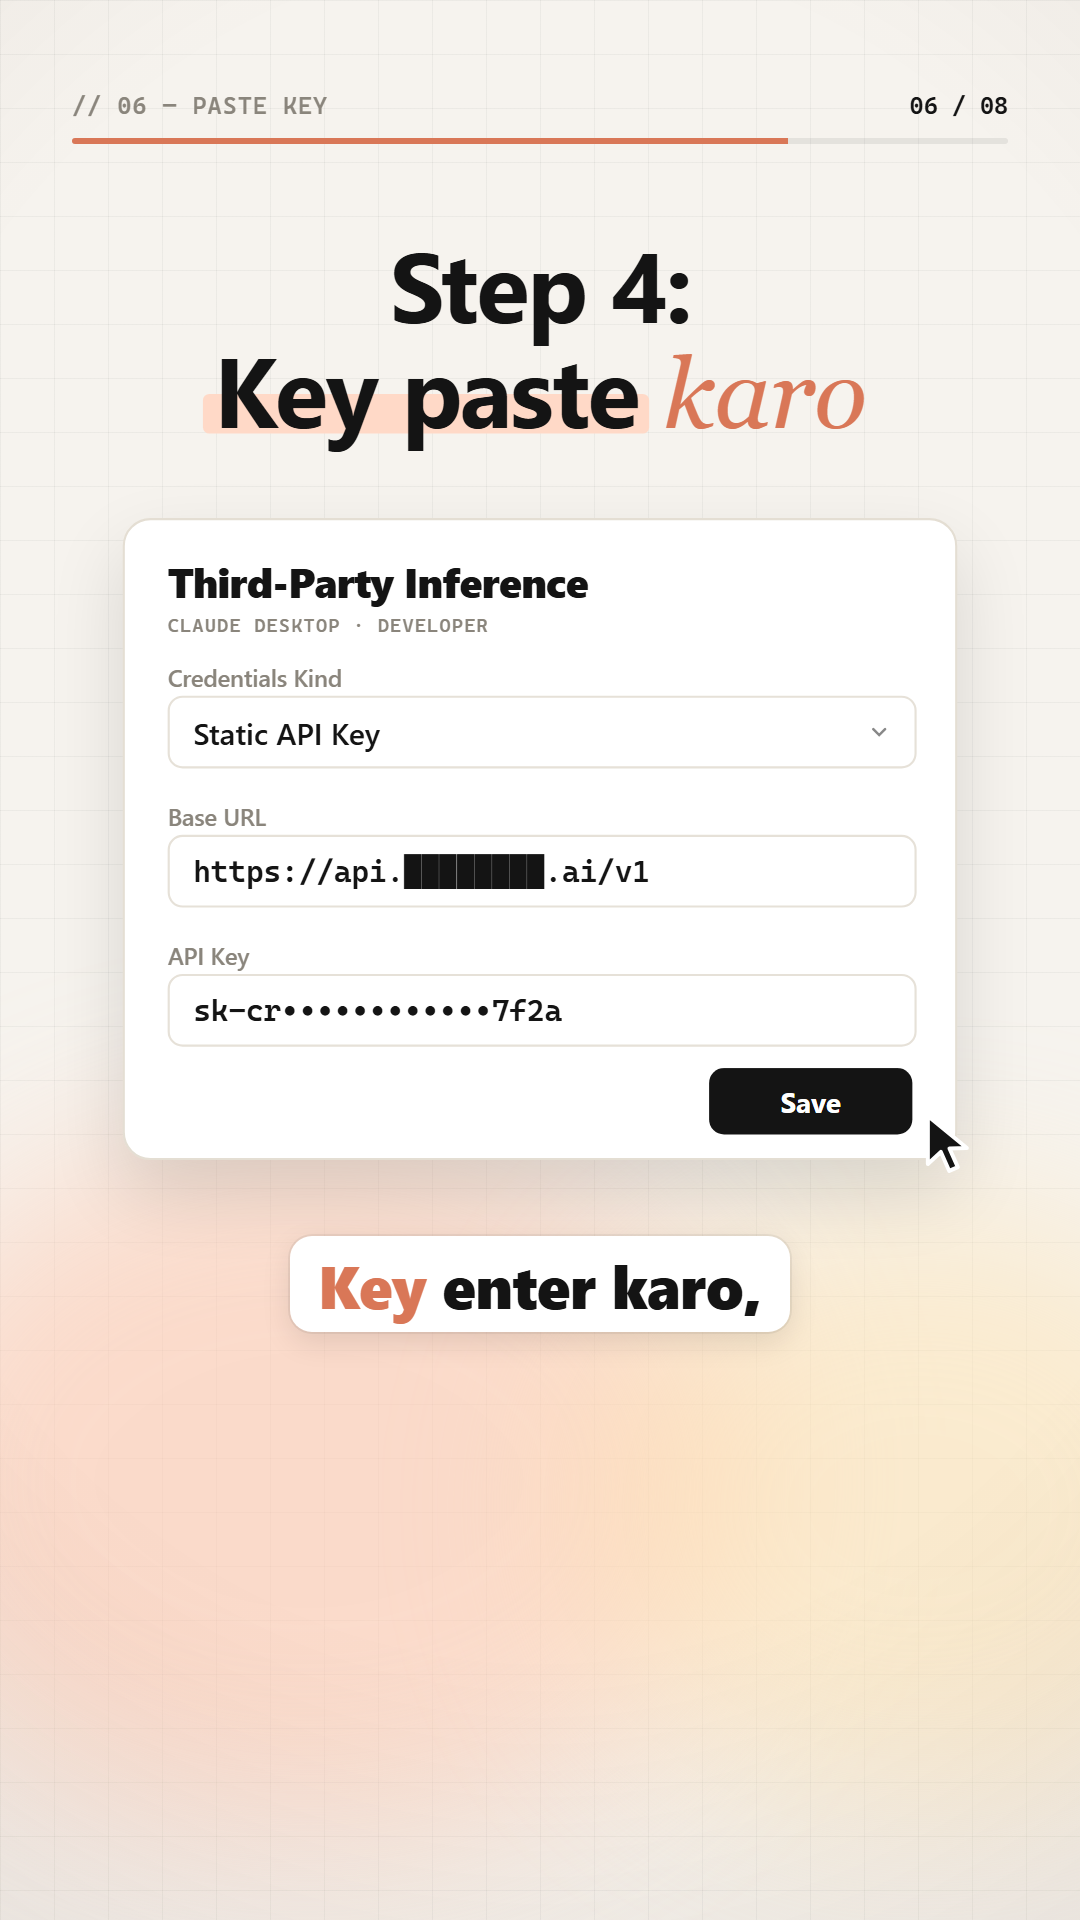 // 06 — PASTE KEY
06 / 08
Step 4:
Key paste karo
Third-Party Inference
CLAUDE DESKTOP · DEVELOPER
Credentials Kind
Static API Key
Base URL
https://api.████████.ai/v1
API Key
sk-cr••••••••••••7f2a
Save
Key enter karo,